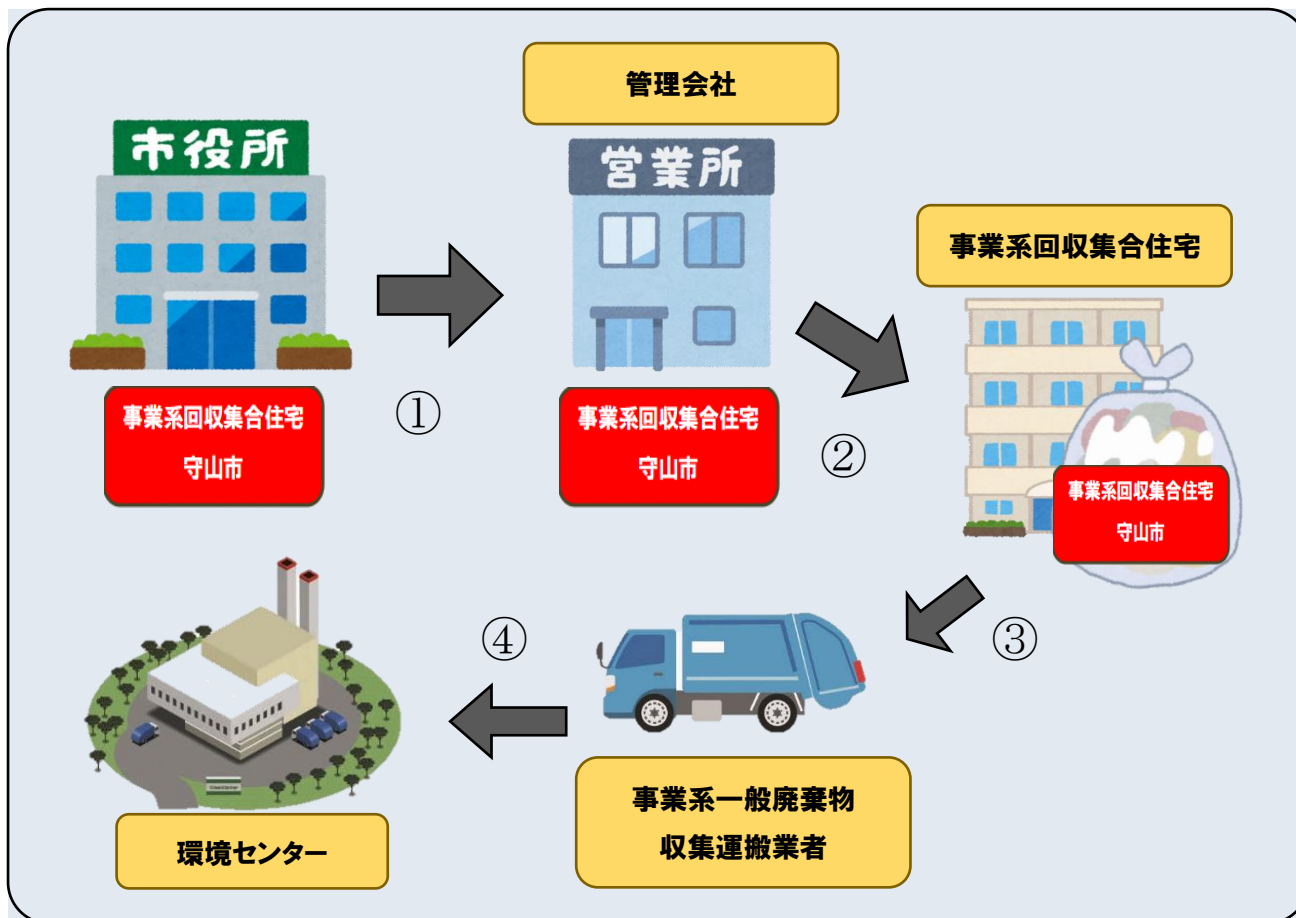 管理会社
市役所
営業所
事業系回収集合住宅
事業系回収集合住宅
守山市
①
事業系回収集合住宅
守山市
②
事業系回収集合住宅
守山市
③
④
環境センター
事業系一般廃棄物
収集運搬業者